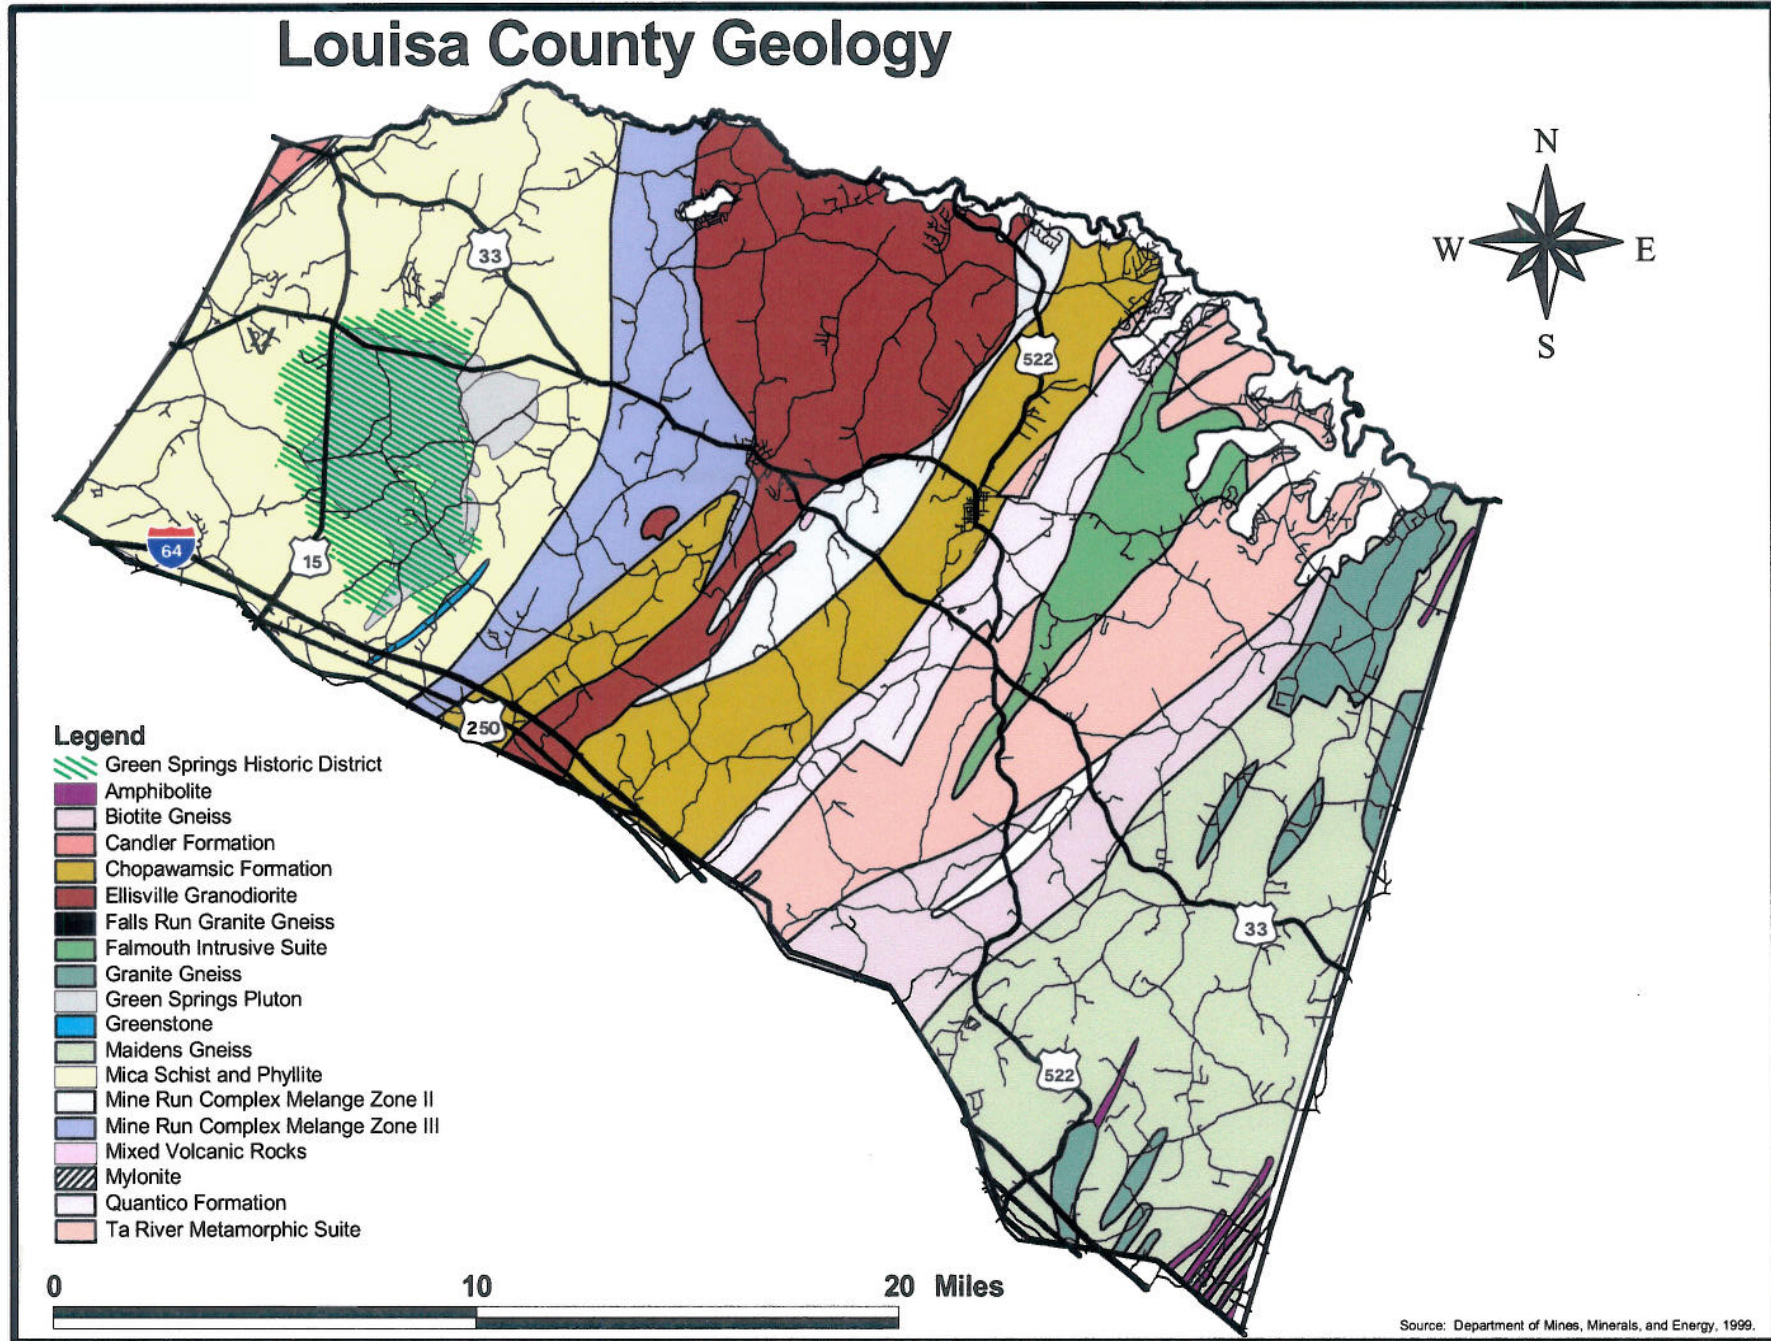 Louisa County Geology
N
W E
S
33
522
64
15
250
33
522
Legend
Green Springs Historic District
Amphibolite
Biotite Gneiss
Candler Formation
Chopawamsic Formation
Ellisville Granodiorite
Falls Run Granite Gneiss
Falmouth Intrusive Suite
Granite Gneiss
Green Springs Pluton
Greenstone
Maidens Gneiss
Mica Schist and Phyllite
Mine Run Complex Melange Zone II
Mine Run Complex Melange Zone III
Mixed Volcanic Rocks
Mylonite
Quantico Formation
Ta River Metamorphic Suite
0 10 20 Miles
Source: Department of Mines, Minerals, and Energy, 1999.